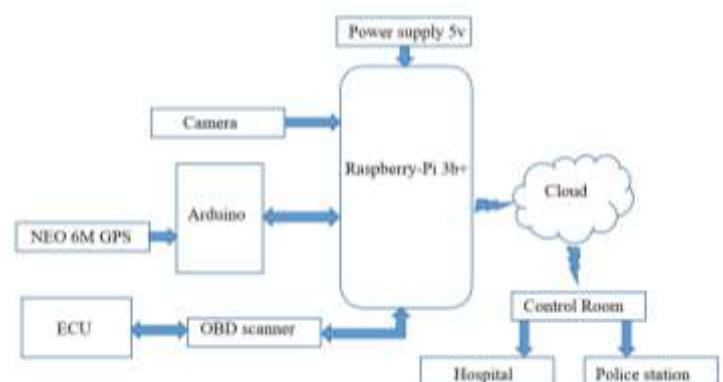 Power supply 5v
Camera
Raspberry-Pi 3b+
Cloud
Arduino
NEO 6M GPS
Control Room
ECU
OBD scanner
Hospital
Police station